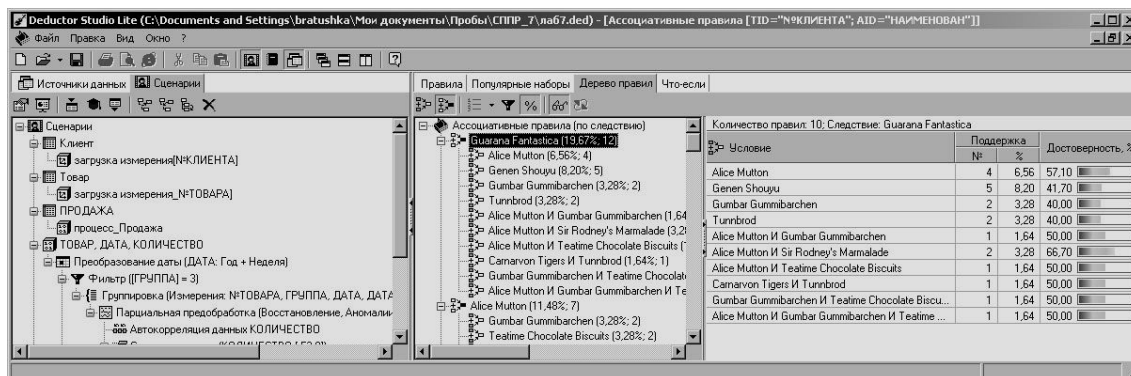 Deductor Studio Lite (C:\Documents and Settings\bratushka\Мои документы\Пробы\СППР_7\лаб7.ded) - [Ассоциативные правила [TID="№КЛИЕНТА"; AID="НАИМЕНОВАН"]]
Файл Правка Вид Окно ?
Источники данных Сценарии
Сценарии
Клиент
загрузка измерения[№КЛИЕНТА]
Товар
загрузка измерения_№ТОВАРА]
ПРОДАЖА
процесс_Продажа
ТОВАР, ДАТА, КОЛИЧЕСТВО
Преобразование даты (ДАТА: Год + Неделя)
Фильтр ([ГРУППА] = 3)
Группировка (Измерения: №ТОВАРА, ГРУППА, ДАТА, ДАТА
Парциальная предобработка (Восстановление, Аномалии
Автокорреляция данных КОЛИЧЕСТВО
Правила Популярные наборы Дерево правил Что-если
Ассоциативные правила (по следствию)
Guarana Fantastica (19,67%; 12)
Alice Mutton (6,56%; 4)
Genen Shouyu (8,20%; 5)
Gumbar Gummibarchen (3,28%; 2)
Tunnbrod (3,28%; 2)
Alice Mutton И Gumbar Gummibarchen (1,64
Alice Mutton И Sir Rodney's Marmalade (3,2
Alice Mutton И Teatime Chocolate Biscuits (
Carnarvon Tigers И Tunnbrod (1,64%; 1)
Gumbar Gummibarchen И Teatime Chocolat
Alice Mutton И Gumbar Gummibarchen И Te
Alice Mutton (11,48%; 7)
Gumbar Gummibarchen (3,28%; 2)
Teatime Chocolate Biscuits (3,28%; 2)
Количество правил: 10; Следствие: Guarana Fantastica
Условие Поддержка Достоверность, %
№ %
Alice Mutton 4 6,56 57,10
Genen Shouyu 5 8,20 41,70
Gumbar Gummibarchen 2 3,28 40,00
Tunnbrod 2 3,28 40,00
Alice Mutton И Gumbar Gummibarchen 1 1,64 50,00
Alice Mutton И Sir Rodney's Marmalade 2 3,28 66,70
Alice Mutton И Teatime Chocolate Biscuits 1 1,64 50,00
Carnarvon Tigers И Tunnbrod 1 1,64 50,00
Gumbar Gummibarchen И Teatime Chocolate Biscu... 1 1,64 50,00
Alice Mutton И Gumbar Gummibarchen И Teatime ... 1 1,64 50,00